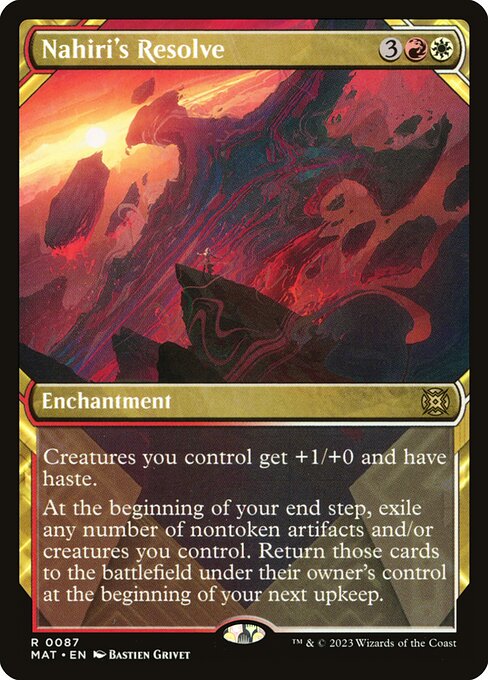 Nahiri's Resolve 3
Enchantment
Creatures you control get +1/+0 and have
haste.
At the beginning of your end step, exile
any number of nontoken artifacts and/or
creatures you control. Return those cards
to the battlefield under their owner's control
at the beginning of your next upkeep.
R 0087
MAT • EN Bastien Grivet
™ & © 2023 Wizards of the Coast